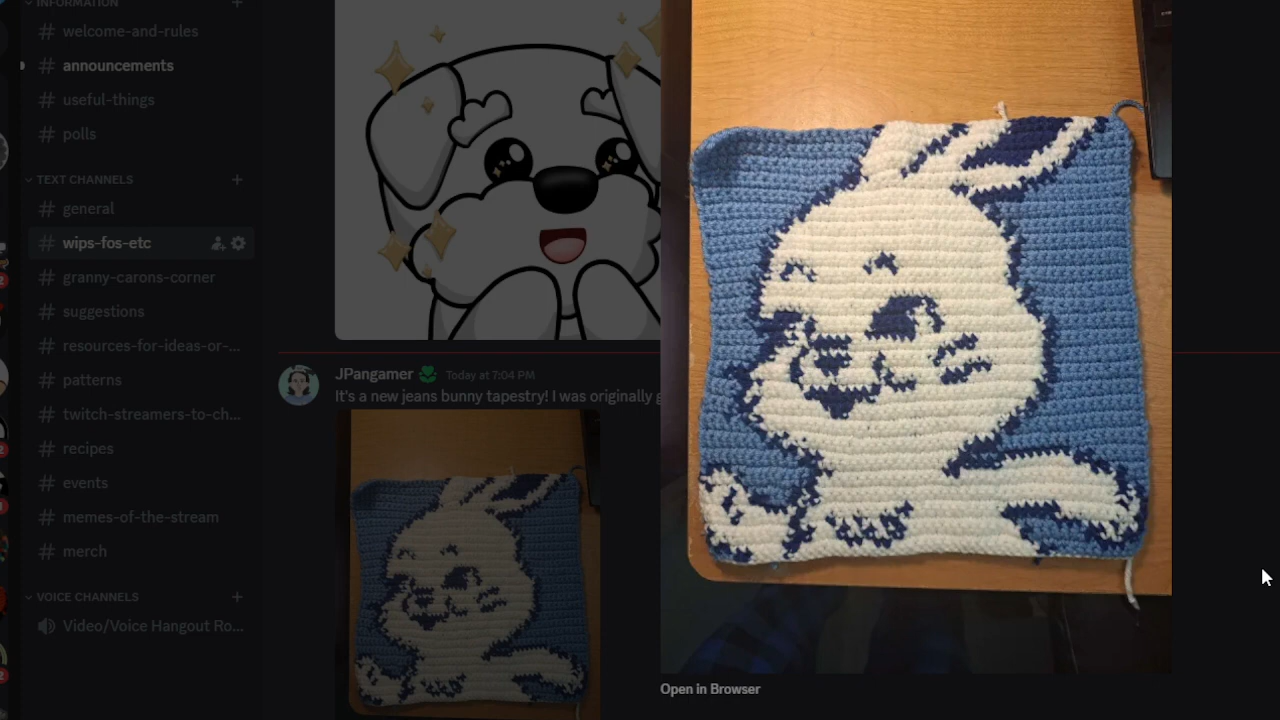 INFORMATION
welcome-and-rules
announcements
useful-things
polls
TEXT CHANNELS
general
wips-fos-etc
granny-carons-corner
suggestions
resources-for-ideas-or-...
patterns
twitch-streamers-to-ch...
recipes
events
memes-of-the-stream
merch
VOICE CHANNELS
Video/Voice Hangout Ro...
JPangamer Today at 7:04 PM
It's a new jeans bunny tapestry! I was originally
Open in Browser